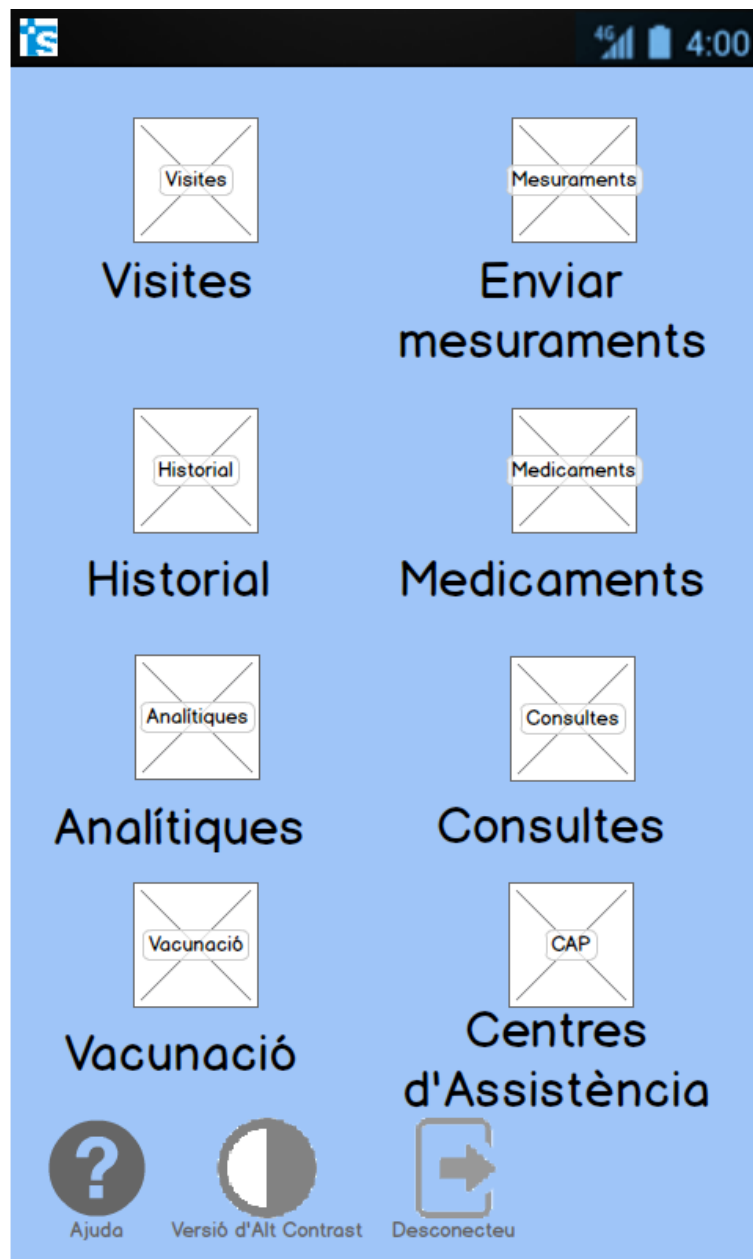 is
4G 4:00
Visites
Mesuraments
Visites
Enviar
mesuraments
Historial
Medicaments
Historial
Medicaments
Analítiques
Consultes
Analítiques
Consultes
Vacunació
CAP
Vacunació
Centres
d'Assistència
?
Ajuda
Versió d'Alt Contrast
Desconecteu